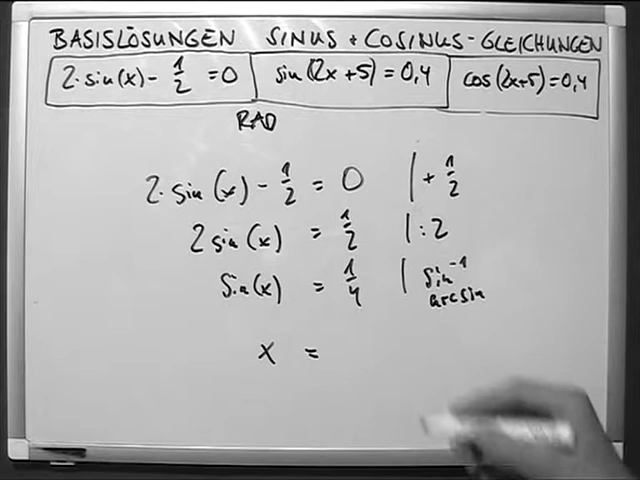 BASISLÖSUNGEN SINUS + COSINUS-GLEICHUNGEN
2·sin(x) - 1/2 = 0 sin(2x+5) = 0,4 cos(2x+5) = 0,4
RAD
2·sin(x) - 1/2 = 0 | + 1/2
2 sin(x) = 1/2 | : 2
sin(x) = 1/4 | sin⁻¹
arcsin
x =